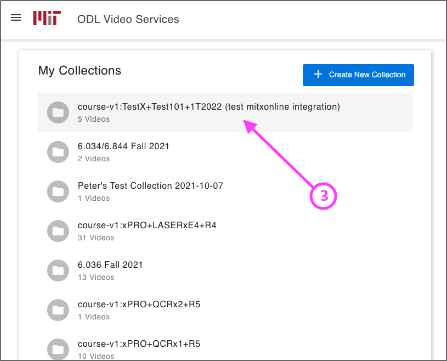 MIT ODL Video Services
My Collections
+ Create New Collection
course-v1:TestX+Test101+1T2022 (test mitxonline integration)
5 Videos
6.034/6.844 Fall 2021
2 Videos
Peter's Test Collection 2021-10-07
1 Videos
3
course-v1:xPRO+LASERxE4+R4
31 Videos
6.036 Fall 2021
13 Videos
course-v1:xPRO+QCRx2+R5
1 Videos
course-v1:xPRO+QCRx1+R5
10 Videos